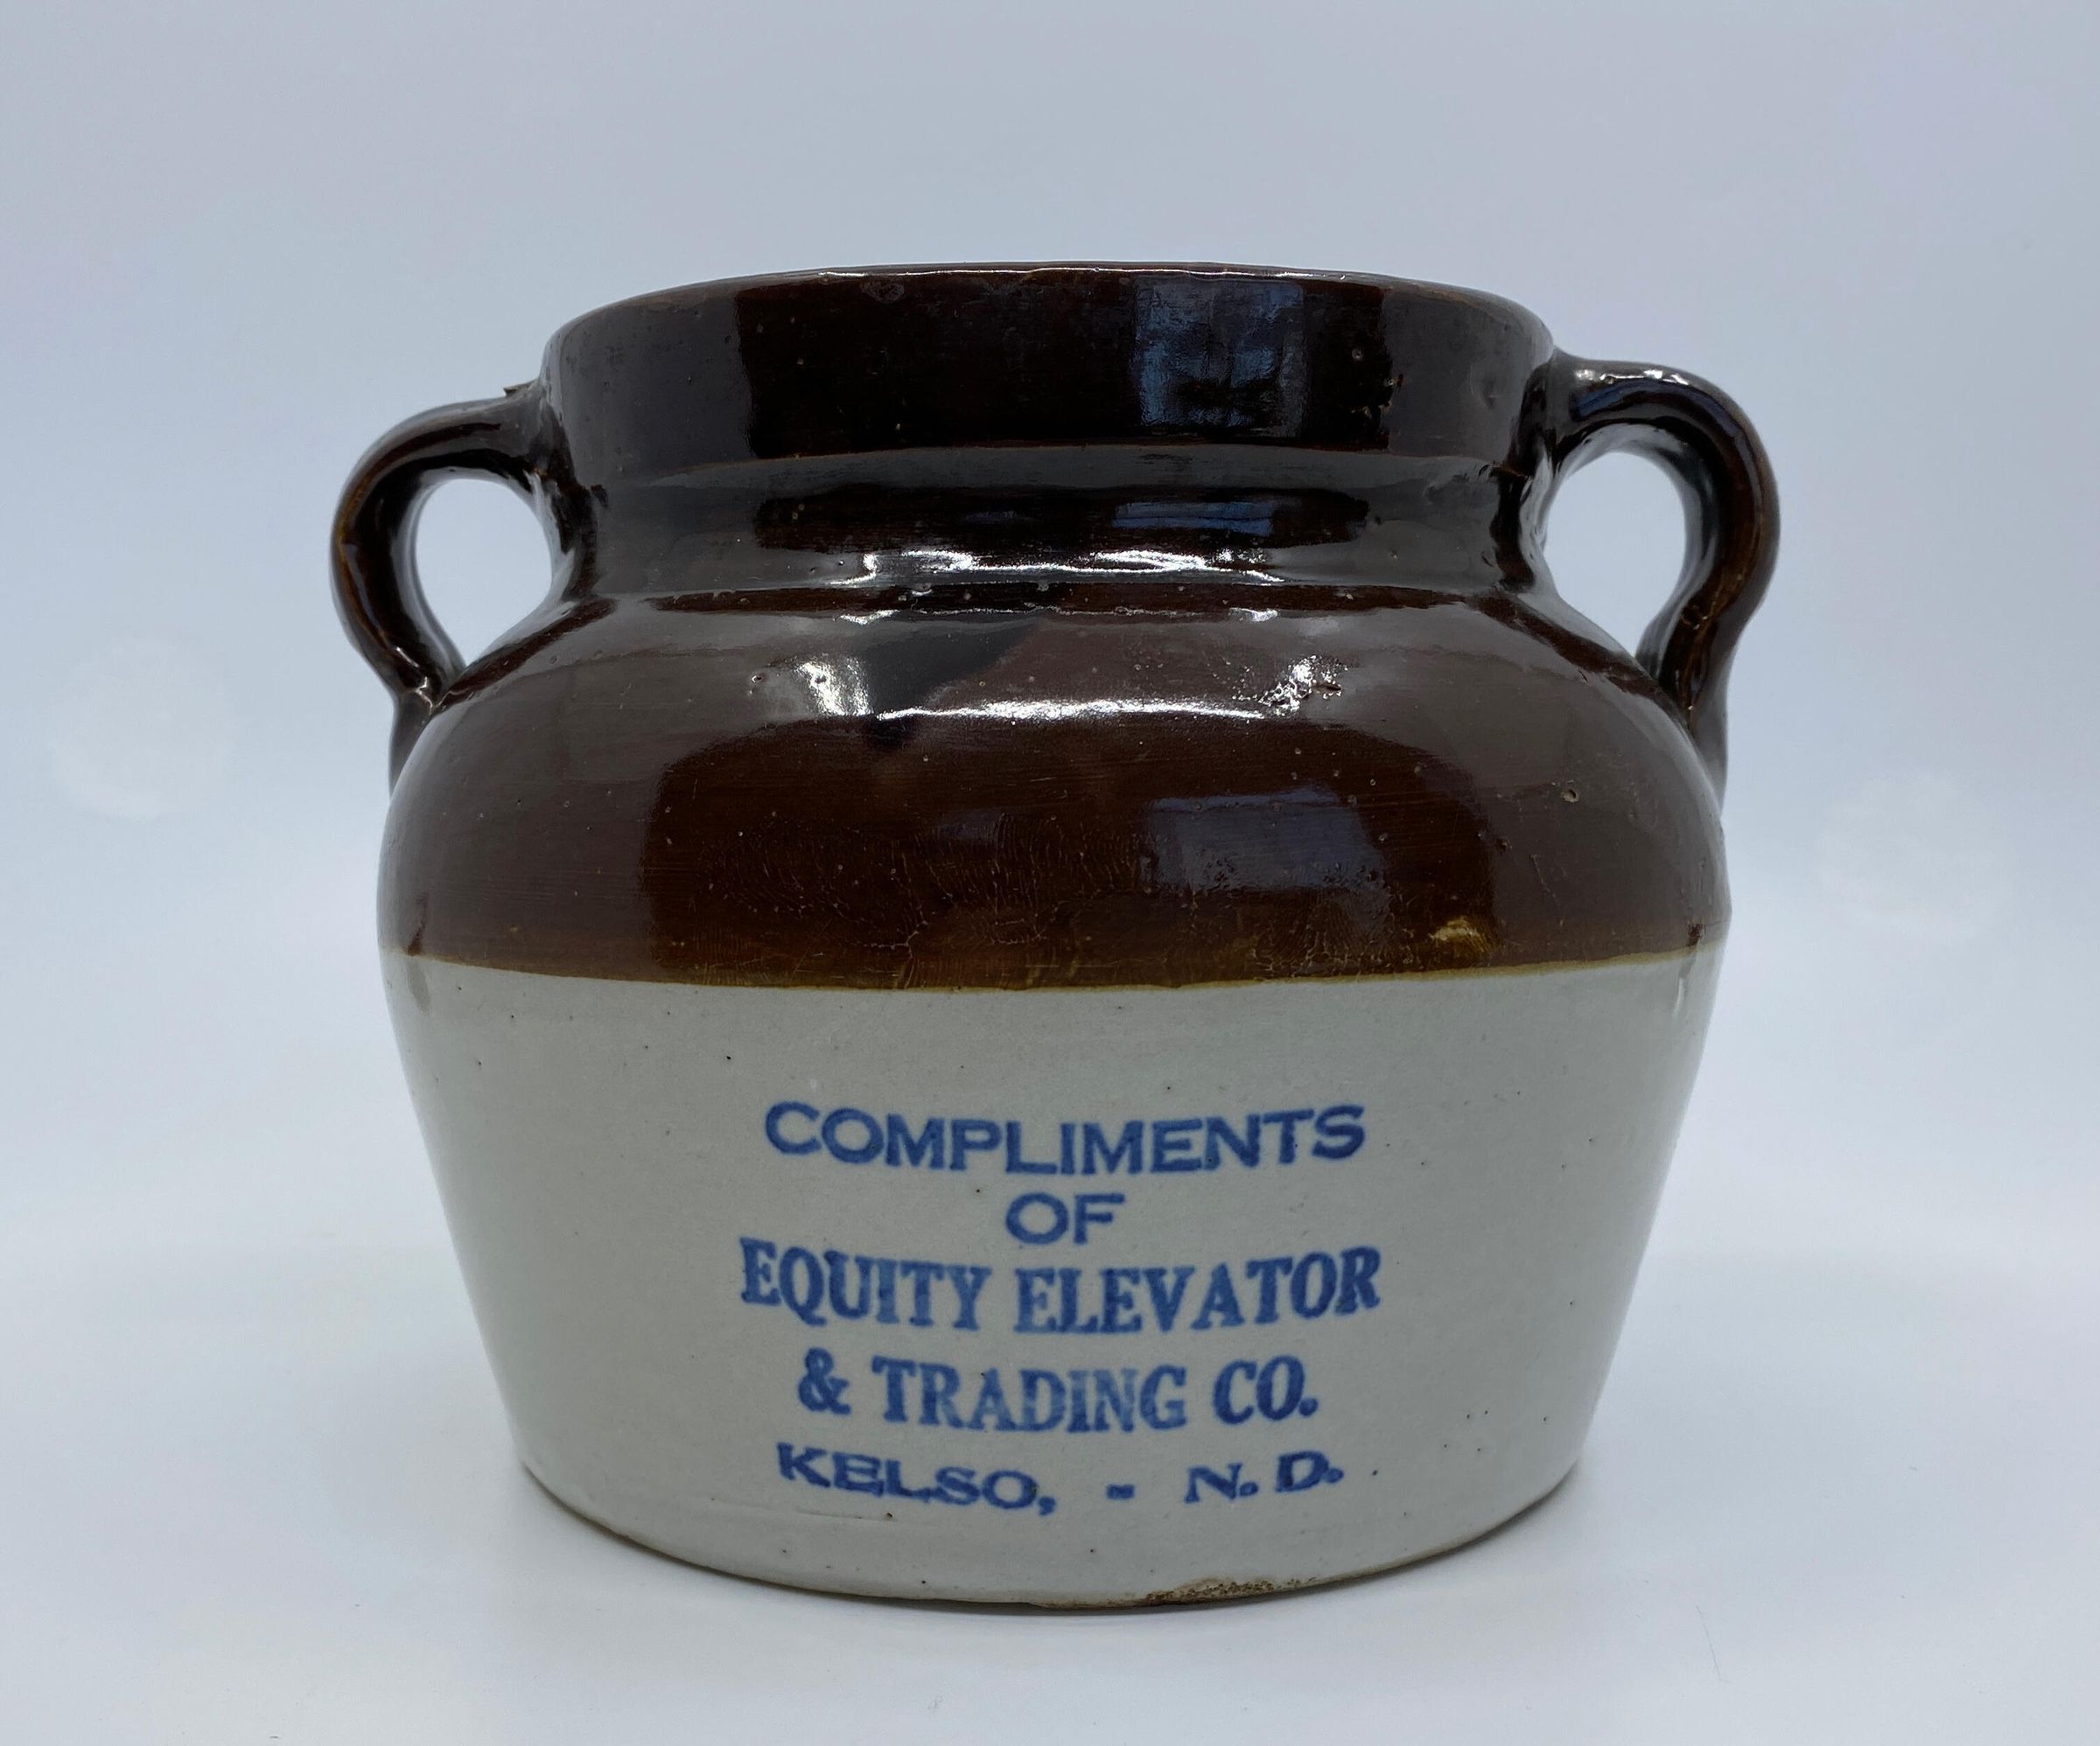 COMPLIMENTS
OF
EQUITY ELEVATOR
& TRADING CO.
KELSO, - N. D.